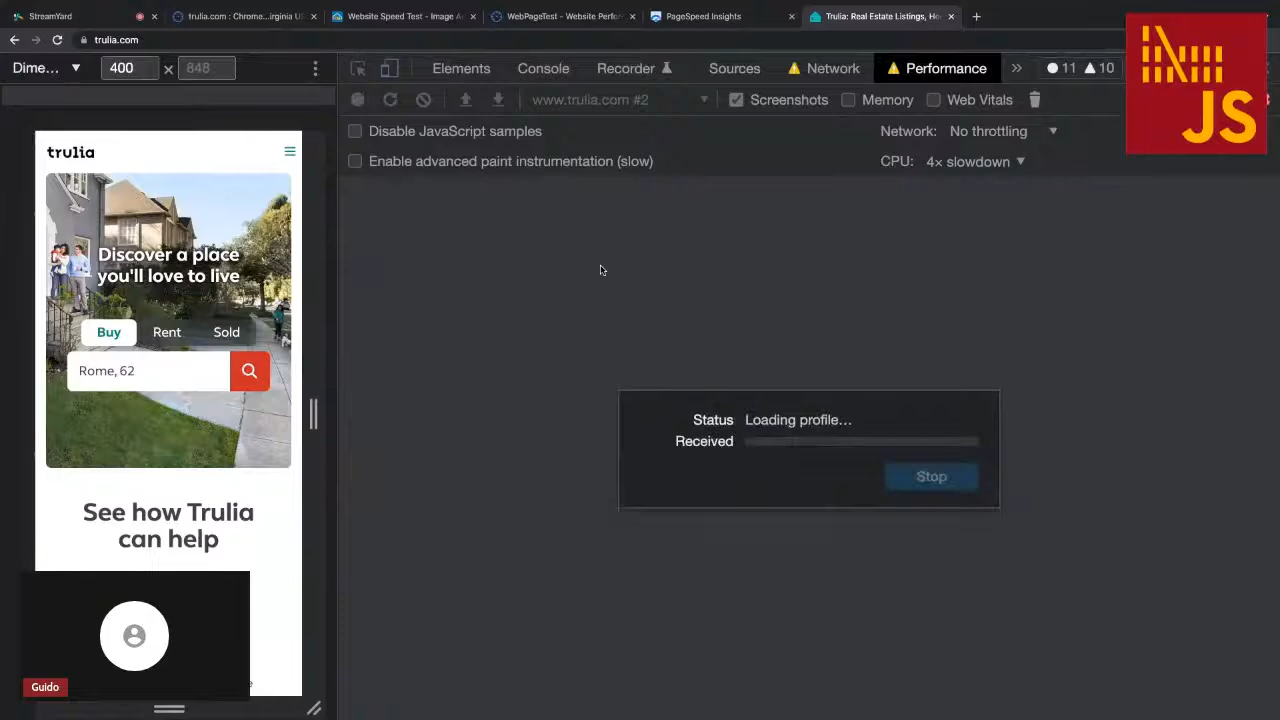 StreamYard
trulia.com : Chrome...irginia US
Website Speed Test - Image A
WebPageTest - Website Perfo
PageSpeed Insights
Trulia: Real Estate Listings, Ho
trulia.com
Dime...
400
×
848
Elements
Console
Recorder
Sources
Network
Performance
»
11
10
www.trulia.com #2
Screenshots
Memory
Web Vitals
Disable JavaScript samples
Network:
No throttling
Enable advanced paint instrumentation (slow)
CPU:
4× slowdown
JS
trulia
Discover a place
you'll love to live
Buy
Rent
Sold
Rome, 62
See how Trulia
can help
Status
Loading profile…
Received
Stop
Guido